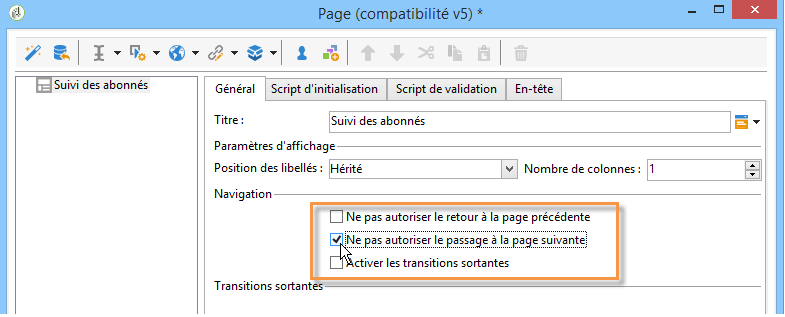 Page (compatibilité v5) *
Suivi des abonnés
Général Script d'initialisation Script de validation En-tête
Titre : Suivi des abonnés
Paramètres d'affichage
Position des libellés : Hérité Nombre de colonnes : 1
Navigation
Ne pas autoriser le retour à la page précédente
Ne pas autoriser le passage à la page suivante
Activer les transitions sortantes
Transitions sortantes